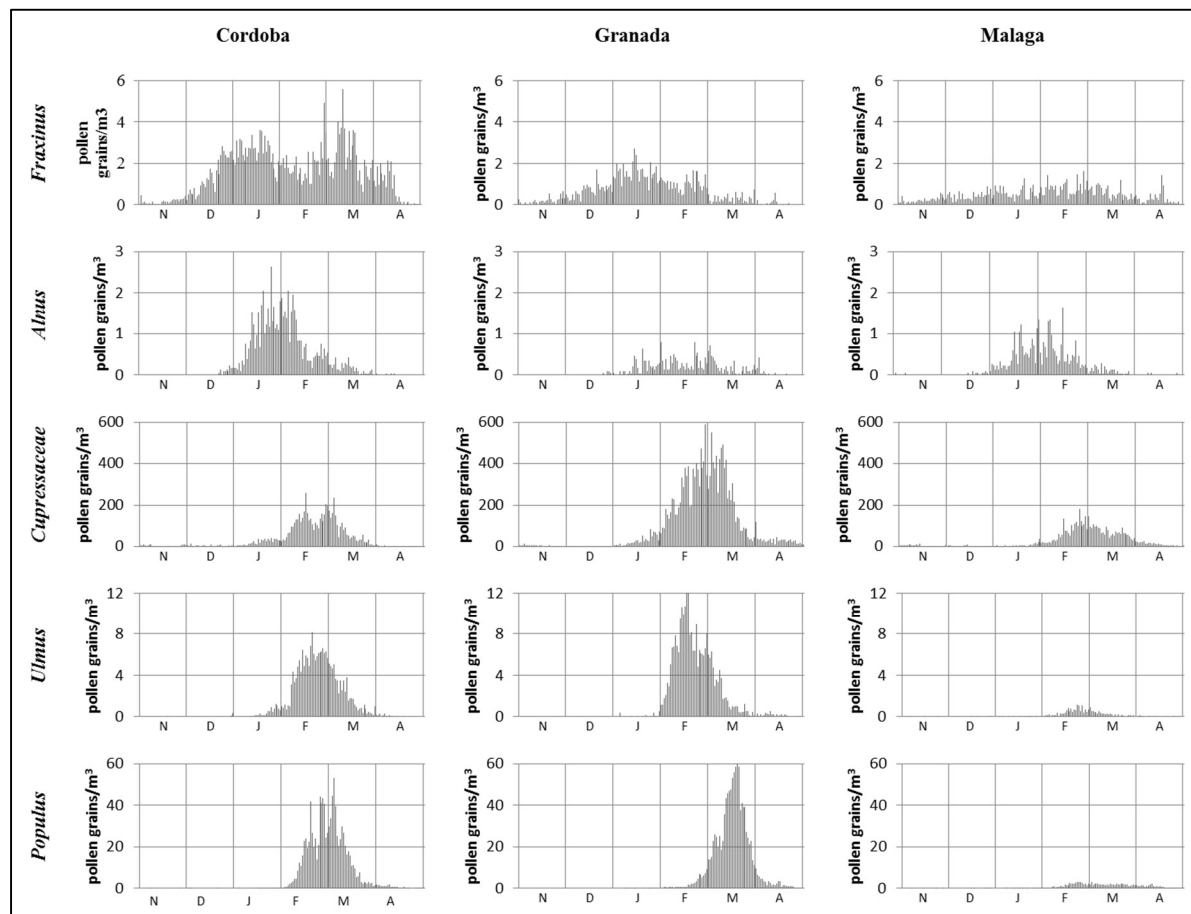 Cordoba Granada Malaga
Fraxinus
pollen
grains/m3
6
4
2
0
N D J F M A
pollen grains/m³
6
4
2
0
N D J F M A
pollen grains/m³
6
4
2
0
N D J F M A
Alnus
pollen grains/m³
3
2
1
0
N D J F M A
pollen grains/m³
3
2
1
0
N D J F M A
pollen grains/m³
3
2
1
0
N D J F M A
Cupressaceae
pollen grains/m³
600
400
200
0
N D J F M A
pollen grains/m³
600
400
200
0
N D J F M A
pollen grains/m³
600
400
200
0
N D J F M A
Ulmus
pollen grains/m³
12
8
4
0
N D J F M A
pollen grains/m³
12
8
4
0
N D J F M A
pollen grains/m³
12
8
4
0
N D J F M A
Populus
pollen grains/m³
60
40
20
0
N D J F M A
pollen grains/m³
60
40
20
0
N D J F M A
pollen grains/m³
60
40
20
0
N D J F M A